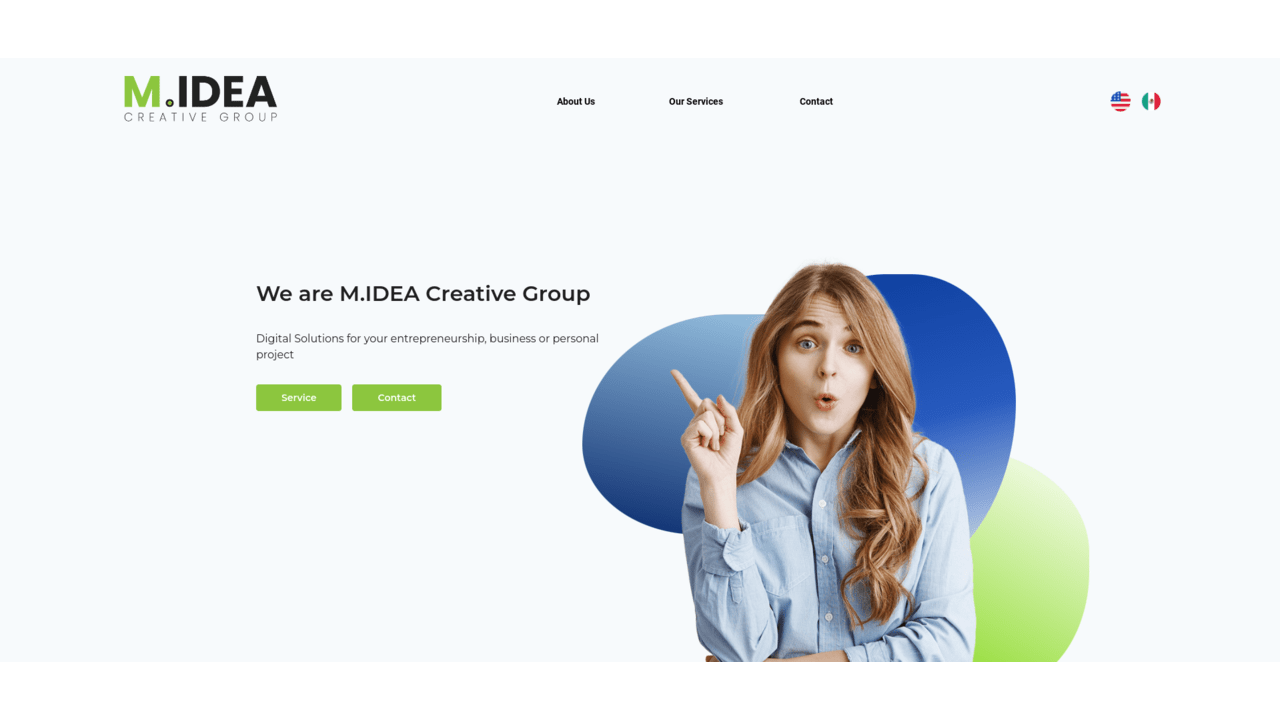 M.IDEA
CREATIVE GROUP
About Us
Our Services
Contact
We are M.IDEA Creative Group
Digital Solutions for your entrepreneurship, business or personal
project
Service
Contact